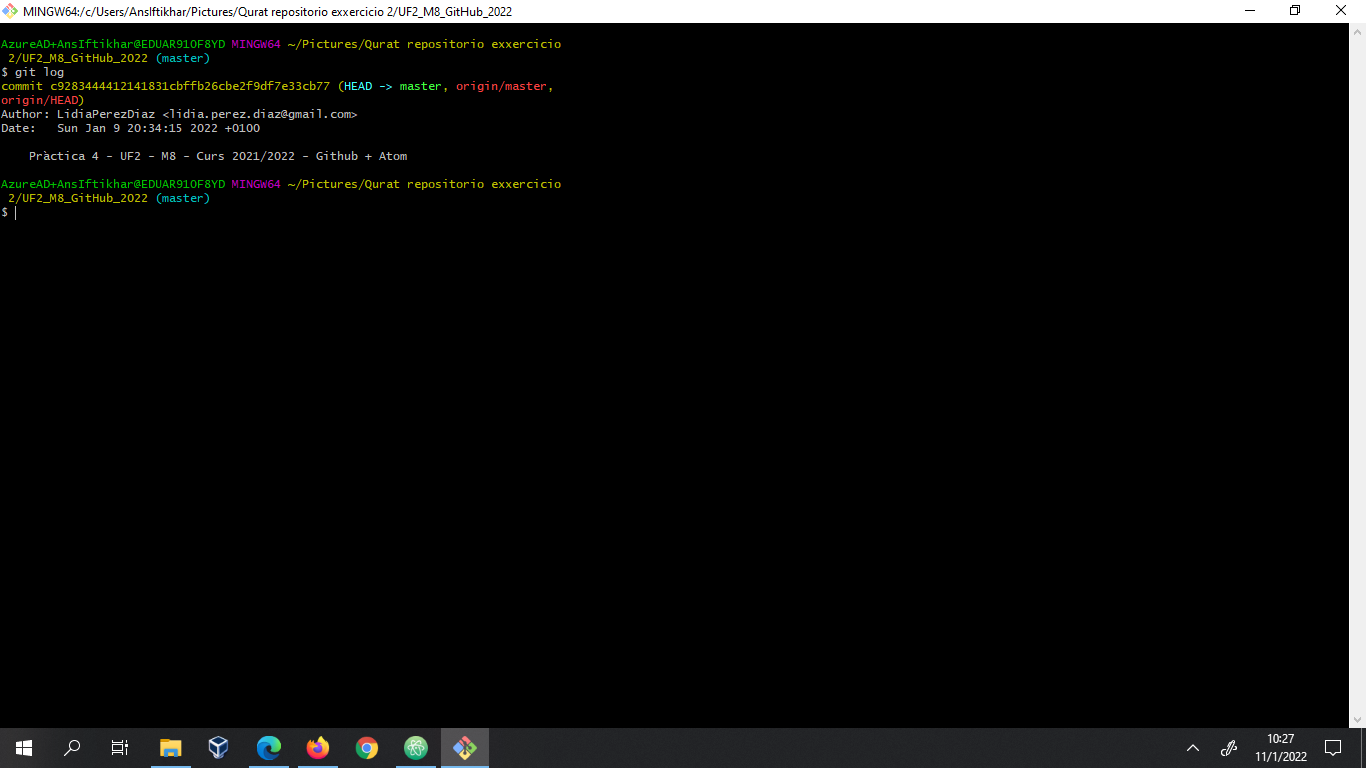 MINGW64:/c/Users/AnsIftikhar/Pictures/Qurat repositorio exxercicio 2/UF2_M8_GitHub_2022
AzureAD+AnsIftikhar@EDUAR910F8YD MINGW64 ~/Pictures/Qurat repositorio exxercicio
 2/UF2_M8_GitHub_2022 (master)
$ git log
commit c9283444412141831cbffb26cbe2f9df7e33cb77 (HEAD -> master, origin/master,
origin/HEAD)
Author: LidiaPerezDiaz <lidia.perez.diaz@gmail.com>
Date:   Sun Jan 9 20:34:15 2022 +0100
    Pràctica 4 - UF2 - M8 - Curs 2021/2022 - Github + Atom
AzureAD+AnsIftikhar@EDUAR910F8YD MINGW64 ~/Pictures/Qurat repositorio exxercicio
 2/UF2_M8_GitHub_2022 (master)
$
10:27
11/1/2022